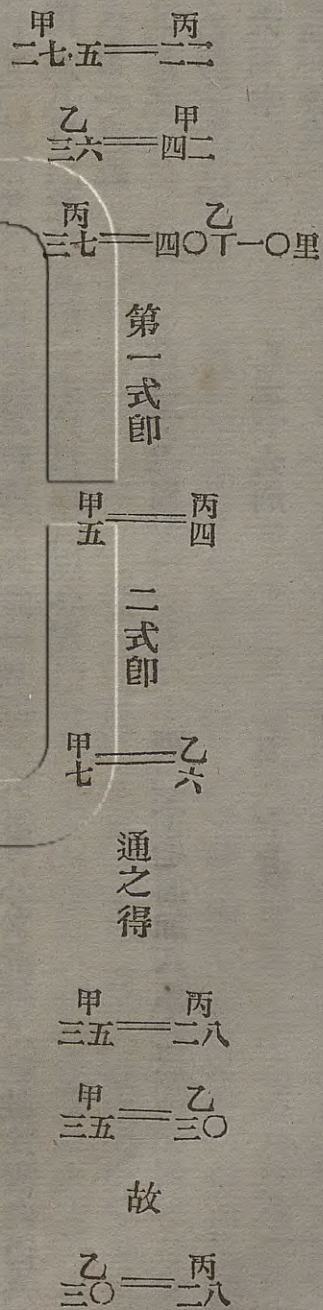 甲 丙
二七·五＝二二
乙 甲
三六＝四二
丙 乙
三七＝四〇丅一〇里
第一式卽
甲 丙
五＝四
二式卽
甲 乙
七＝六
通之得
甲 丙
三五＝二八
甲 乙
三五＝三〇
故
乙 丙
三〇＝二八